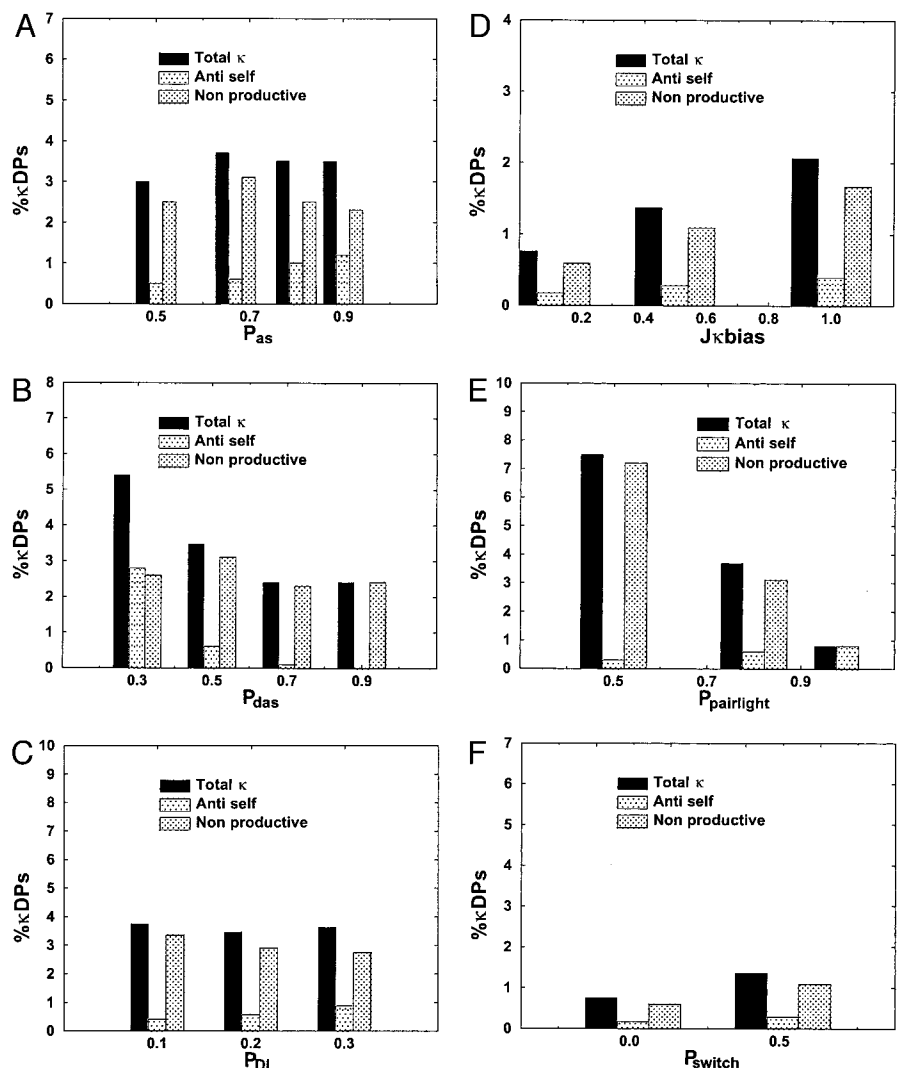 A
7
6
5
4
3
2
1
0
%κDPs
Total κ
Anti self
Non productive
0.5
0.7
0.9
Pas
B
8
7
6
5
4
3
2
1
0
%κDPs
Total κ
Anti self
Non productive
0.3
0.5
0.7
0.9
Pdas
C
10
9
8
7
6
5
4
3
2
1
0
%κDPs
Total κ
Anti self
Non productive
0.1
0.2
0.3
D
4
3
2
1
0
%κDPs
Total κ
Anti self
Non productive
0.2
0.4
0.6
0.8
1.0
Jκbias
E
10
9
8
7
6
5
4
3
2
1
0
%κDPs
Total κ
Anti self
Non productive
0.5
0.7
0.9
Ppairlight
F
7
6
5
4
3
2
1
0
%κDPs
Total κ
Anti self
Non productive
0.0
0.5
Pswitch